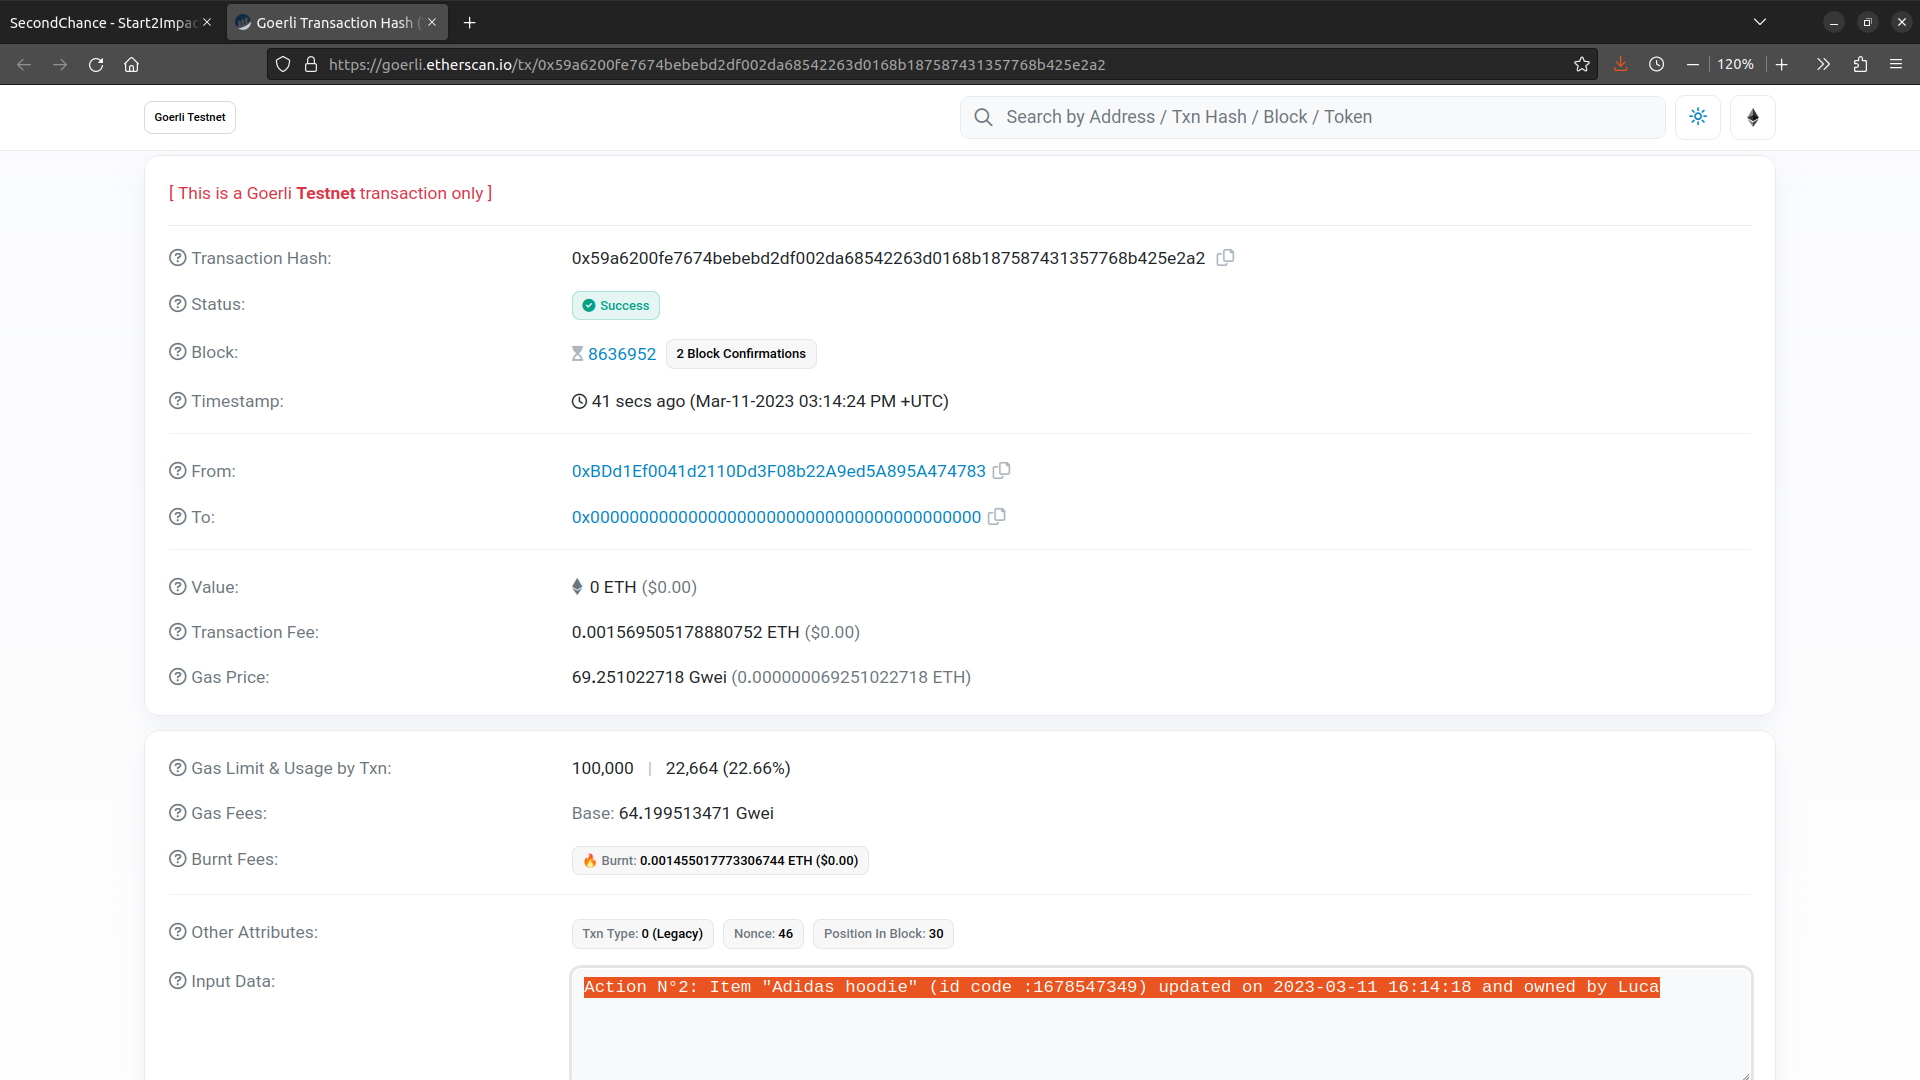 SecondChance - Start2Impac
Goerli Transaction Hash (
https://goerli.etherscan.io/tx/0x59a6200fe7674bebebd2df002da68542263d0168b187587431357768b425e2a2
120%
Goerli Testnet
Search by Address / Txn Hash / Block / Token
[ This is a Goerli Testnet transaction only ]
Transaction Hash: 0x59a6200fe7674bebebd2df002da68542263d0168b187587431357768b425e2a2
Status: Success
Block: 8636952 2 Block Confirmations
Timestamp: 41 secs ago (Mar-11-2023 03:14:24 PM +UTC)
From: 0xBDd1Ef0041d2110Dd3F08b22A9ed5A895A474783
To: 0x0000000000000000000000000000000000000000
Value: 0 ETH ($0.00)
Transaction Fee: 0.001569505178880752 ETH ($0.00)
Gas Price: 69.251022718 Gwei (0.000000069251022718 ETH)
Gas Limit & Usage by Txn: 100,000 | 22,664 (22.66%)
Gas Fees: Base: 64.199513471 Gwei
Burnt Fees: Burnt: 0.001455017773306744 ETH ($0.00)
Other Attributes: Txn Type: 0 (Legacy) Nonce: 46 Position In Block: 30
Input Data: Action N°2: Item "Adidas hoodie" (id code :1678547349) updated on 2023-03-11 16:14:18 and owned by Luca